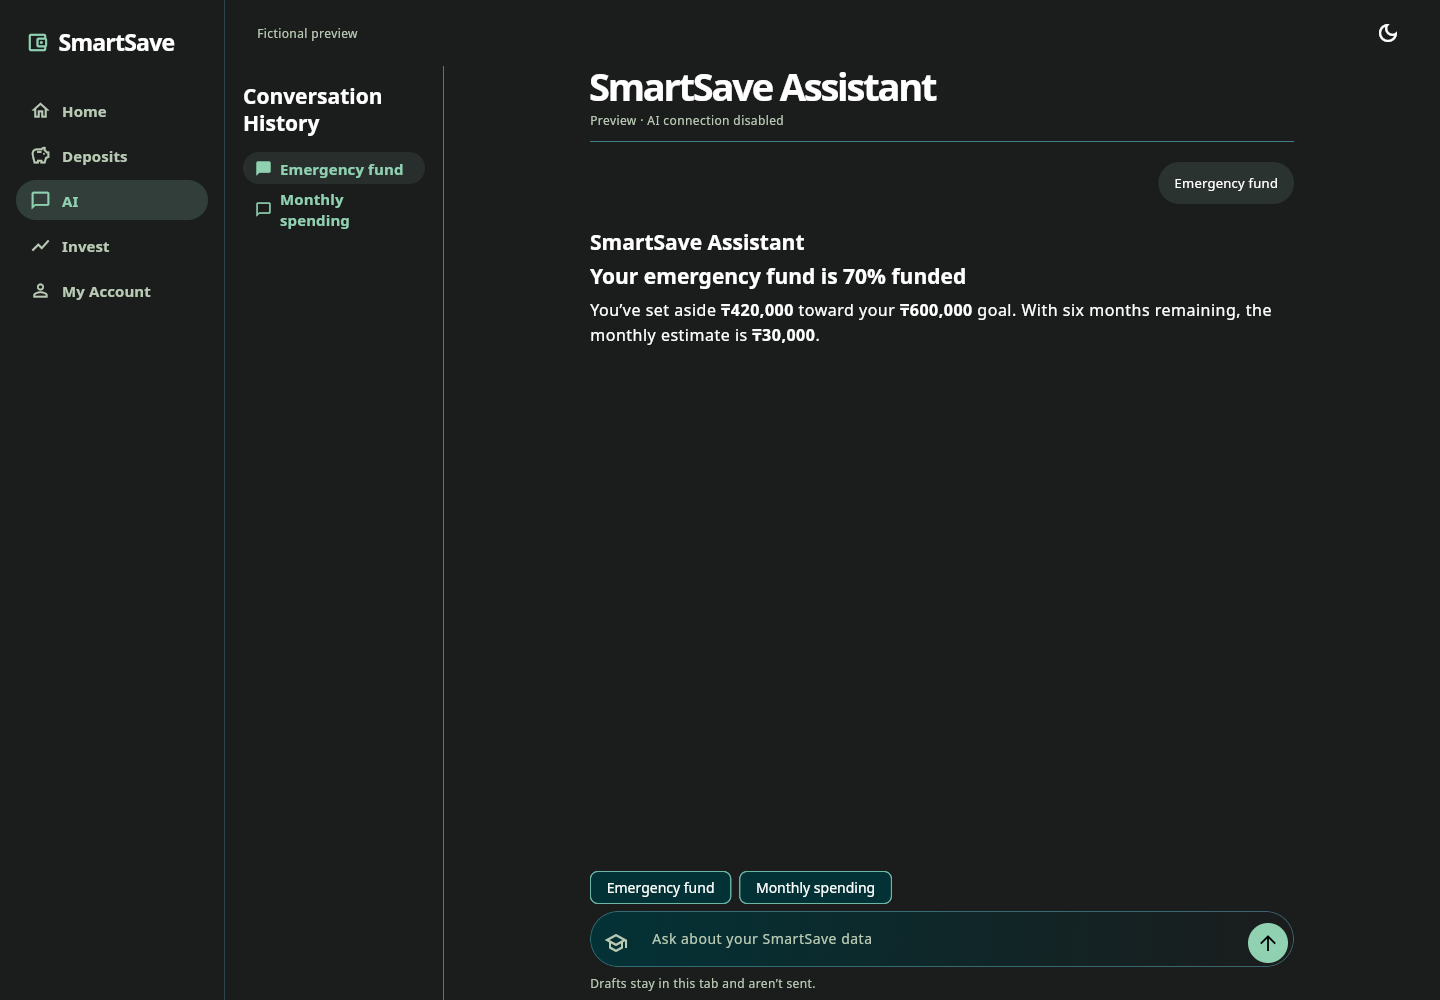 SmartSave
Home
Deposits
AI
Invest
My Account
Fictional preview
Conversation
History
Emergency fund
Monthly
spending
SmartSave Assistant
Preview · AI connection disabled
Emergency fund
SmartSave Assistant
Your emergency fund is 70% funded
You’ve set aside ₸420,000 toward your ₸600,000 goal. With six months remaining, the
monthly estimate is ₸30,000.
Emergency fund
Monthly spending
Ask about your SmartSave data
Drafts stay in this tab and aren’t sent.